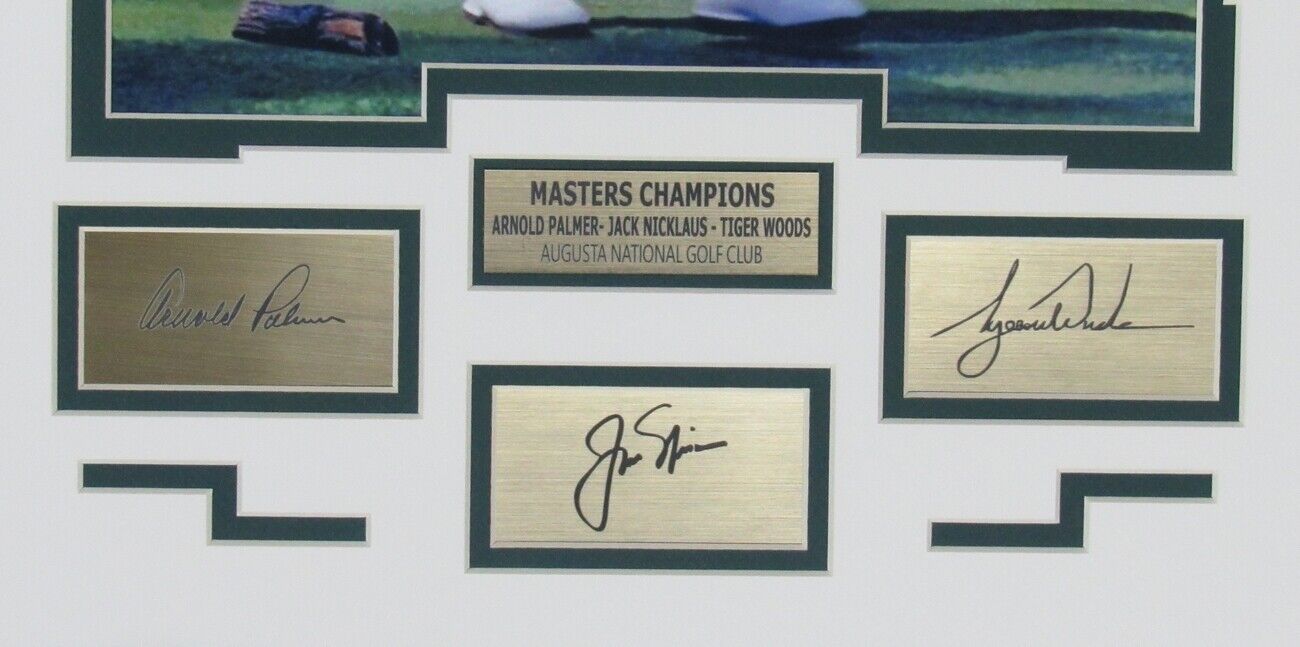 MASTERS CHAMPIONS
ARNOLD PALMER- JACK NICKLAUS - TIGER WOODS
AUGUSTA NATIONAL GOLF CLUB
Arnold Palmer